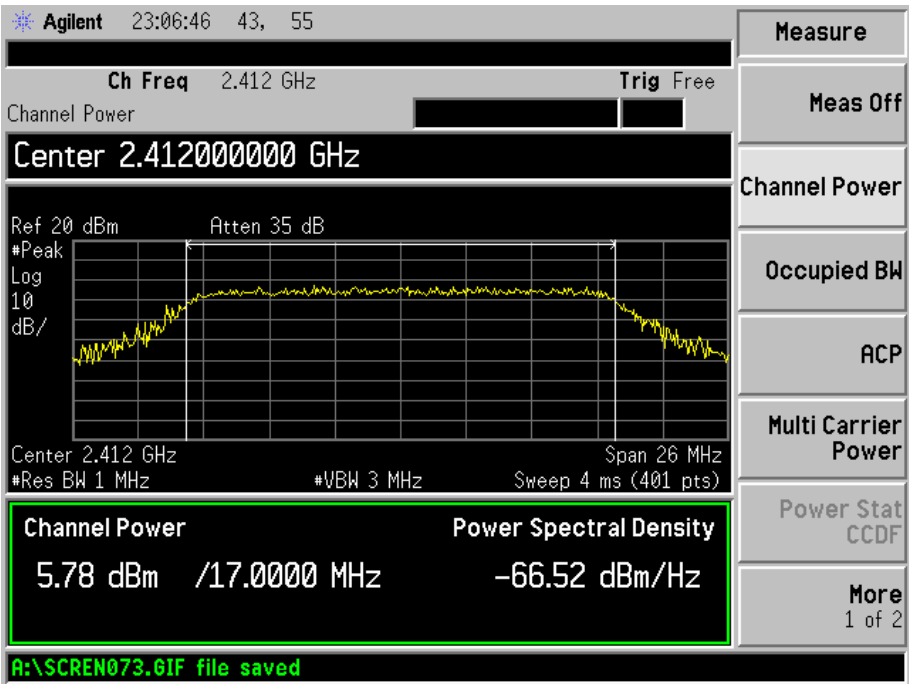 Agilent 23:06:46 43, 55
Measure
Ch Freq 2.412 GHz Trig Free
Channel Power
Meas Off
Center 2.412000000 GHz
Channel Power
Ref 20 dBm Atten 35 dB
#Peak
Log
10
dB/
Occupied BW
ACP
Multi Carrier
Power
Center 2.412 GHz Span 26 MHz
#Res BW 1 MHz #VBW 3 MHz Sweep 4 ms (401 pts)
Power Stat
CCDF
Channel Power Power Spectral Density
5.78 dBm /17.0000 MHz -66.52 dBm/Hz
More
1 of 2
A:\SCREN073.GIF file saved